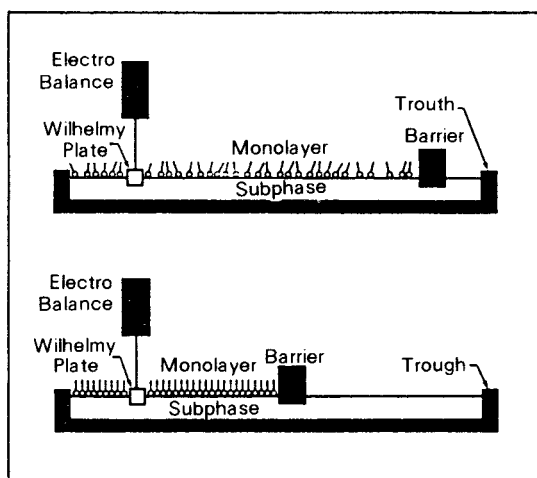 Electro
Balance
Wilhelmy
Plate
Monolayer
Trouth
Barrier
Subphase
Electro
Balance
Wilhelmy
Plate
Monolayer
Barrier
Trough
Subphase